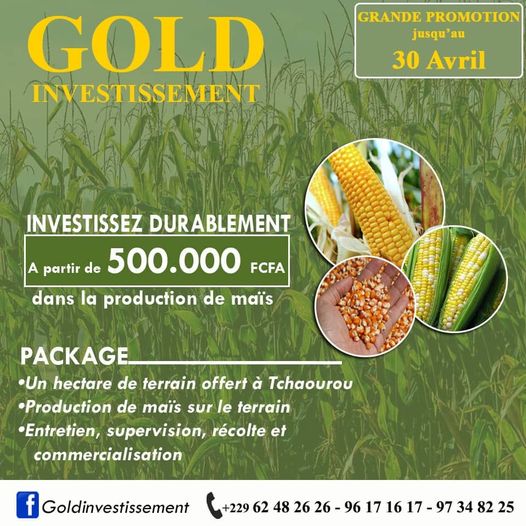 GOLD
INVESTISSEMENT
GRANDE PROMOTION
jusqu'au
30 Avril
INVESTISSEZ DURABLEMENT
A partir de 500.000 FCFA
dans la production de maïs
PACKAGE
•Un hectare de terrain offert à Tchaourou
•Production de maïs sur le terrain
•Entretien, supervision, récolte et
commercialisation
f Goldinvestissement +229 62 48 26 26 - 96 17 16 17 - 97 34 82 25